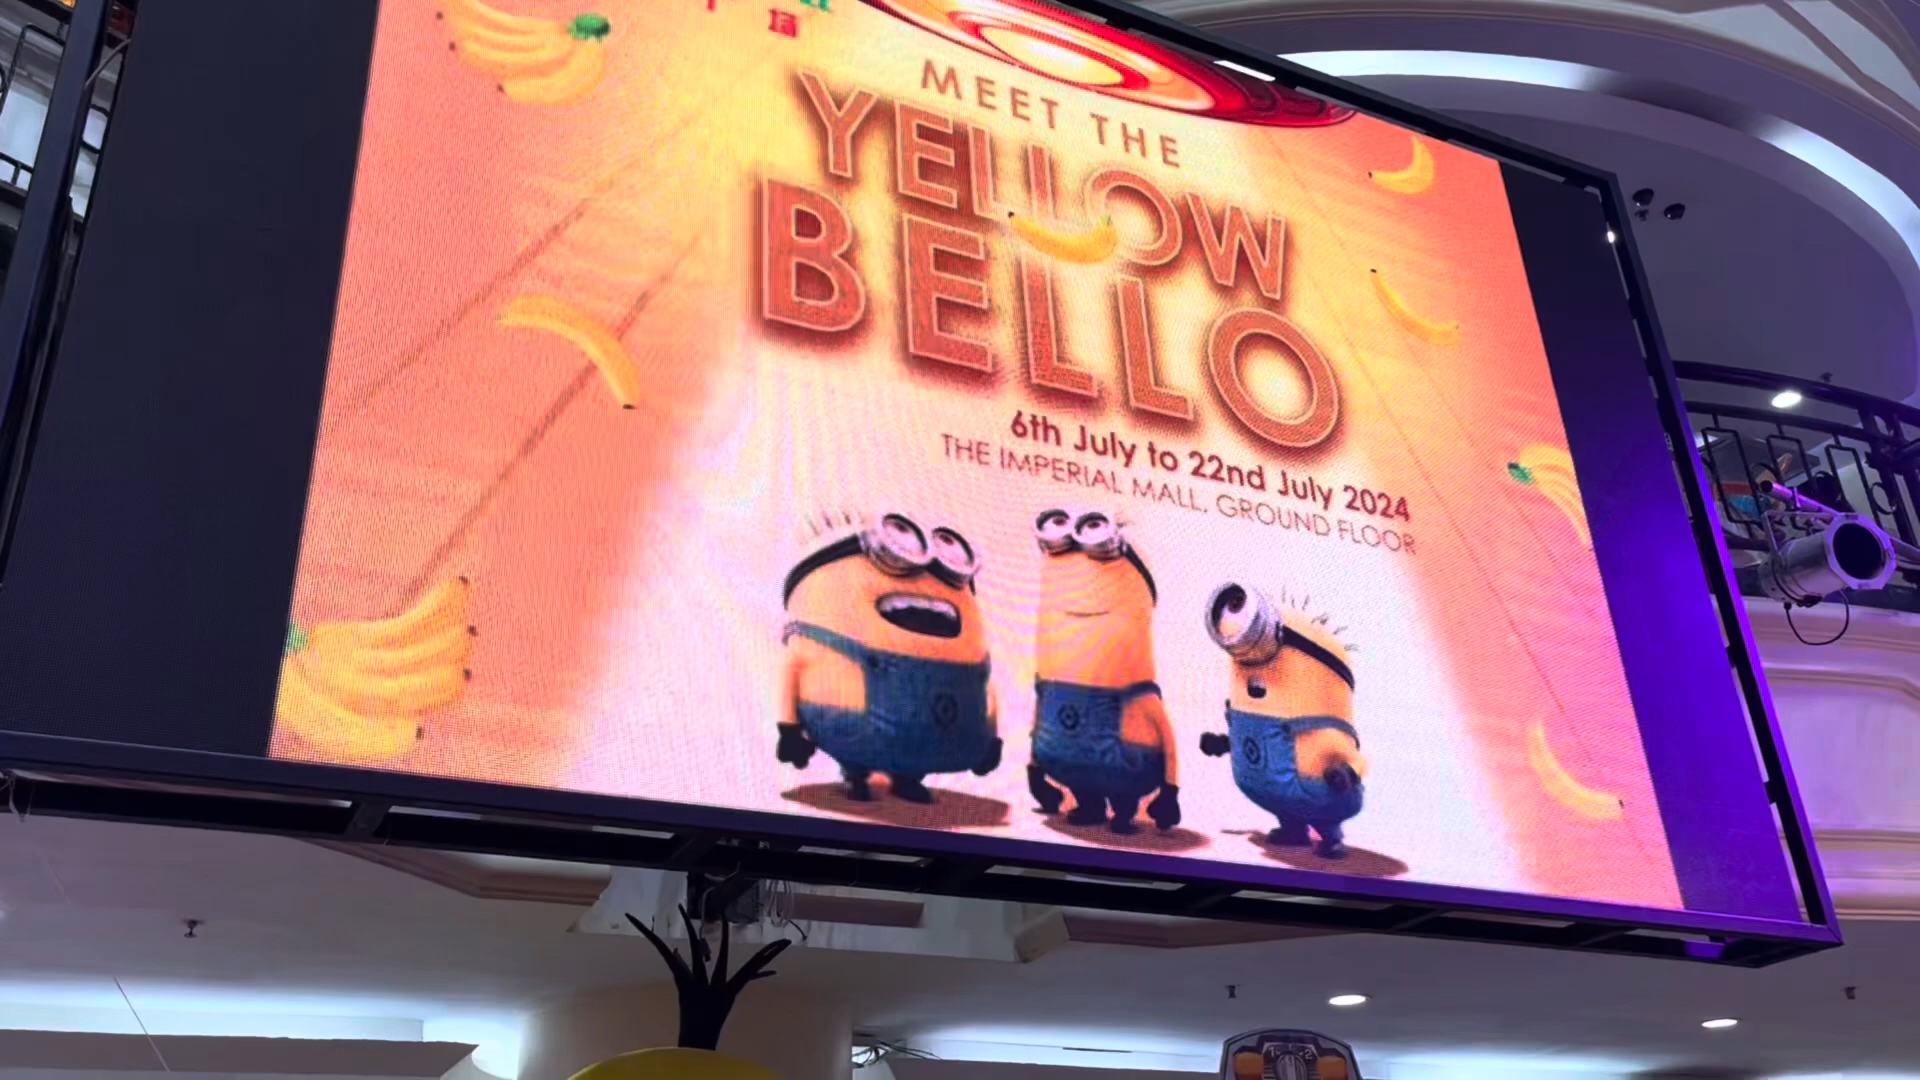 MEET THE
YELLOW
BELLO
6th July to 22nd July 2024
THE IMPERIAL MALL, GROUND FLOOR